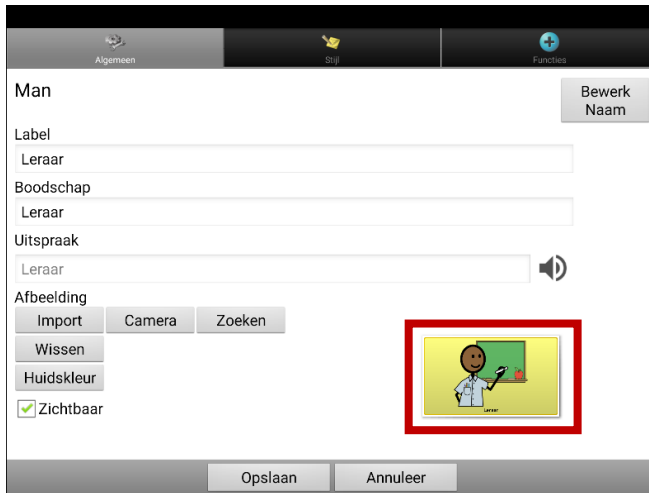 Algemeen
Stijl
Functies
Man
Bewerk
Naam
Label
Leraar
Boodschap
Leraar
Uitspraak
Leraar
Afbeelding
Import Camera Zoeken
Wissen
Huidskleur
Zichtbaar
Leraar
Opslaan Annuleer